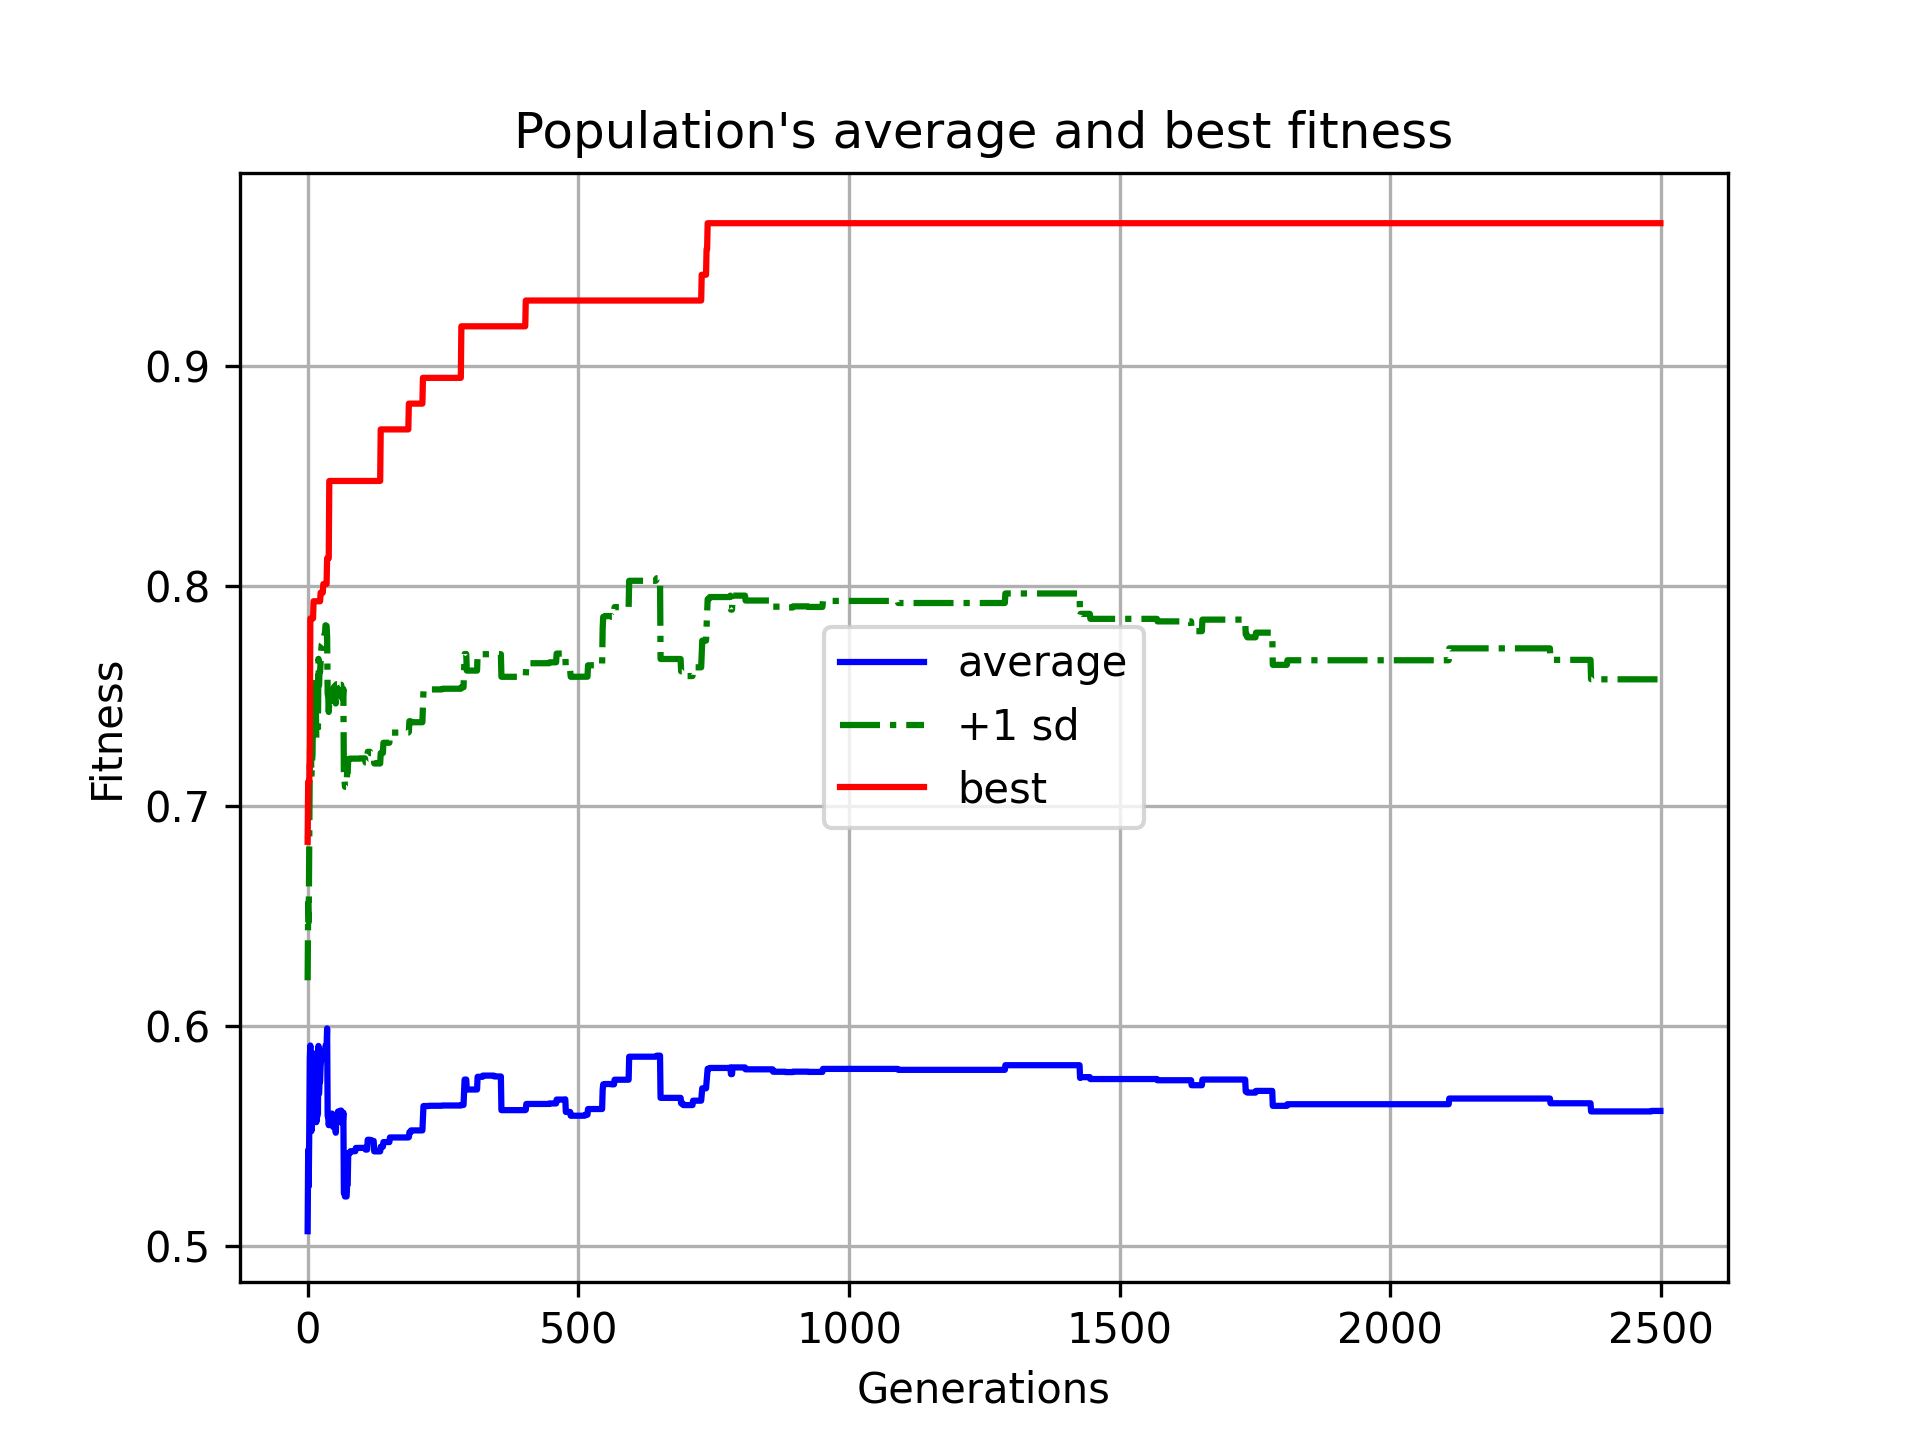 Population's average and best fitness
Fitness
0.9
0.8
0.7
0.6
0.5
average
+1 sd
best
0 500 1000 1500 2000 2500
Generations